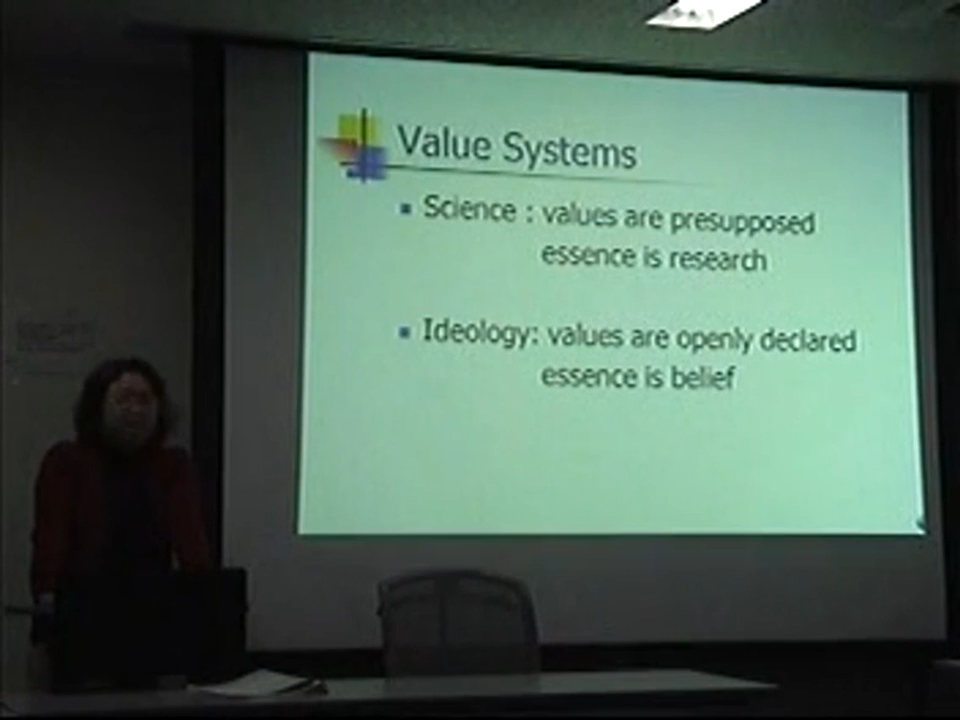 Value Systems
Science : values are presupposed
essence is research
Ideology: values are openly declared
essence is belief